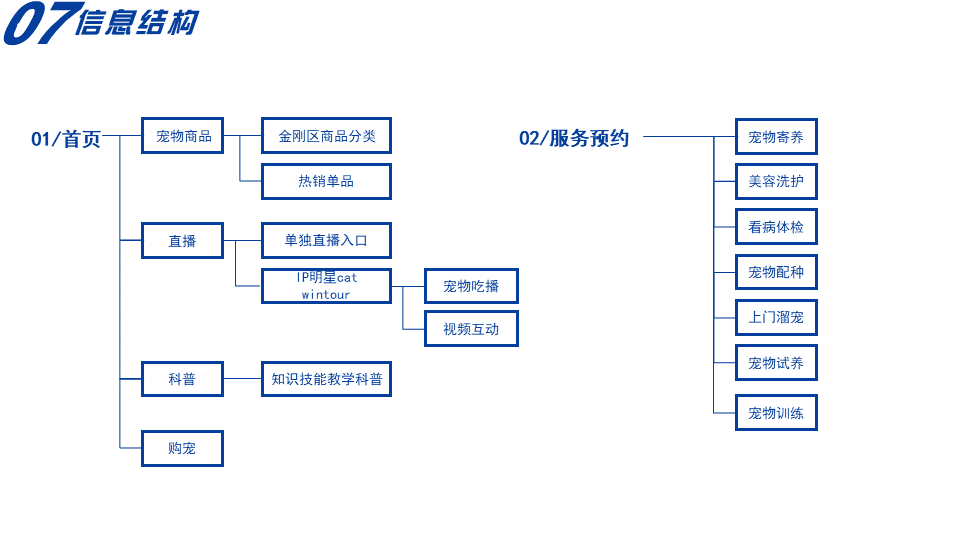 07信息结构
01/首页
宠物商品
金刚区商品分类
热销单品
直播
单独直播入口
IP明星cat
wintour
宠物吃播
视频互动
科普
知识技能教学科普
购宠
02/服务预约
宠物寄养
美容洗护
看病体检
宠物配种
上门溜宠
宠物试养
宠物训练